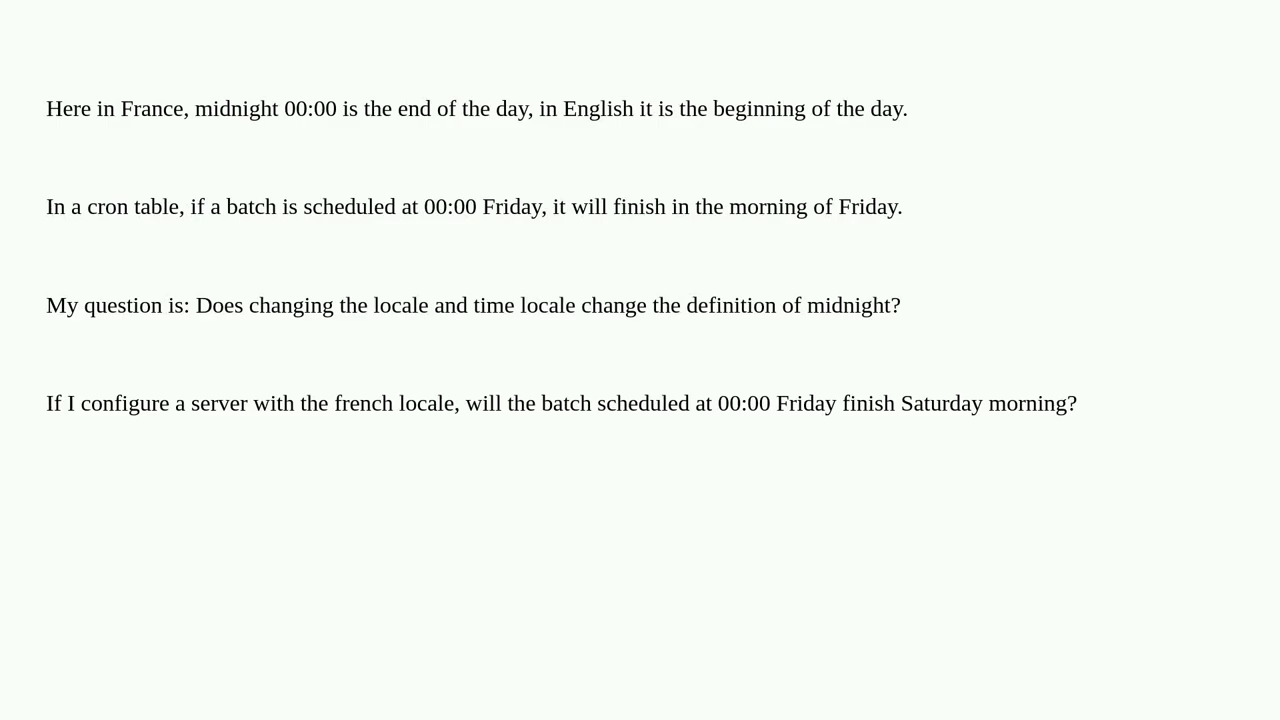 Here in France, midnight 00:00 is the end of the day, in English it is the beginning of the day.
In a cron table, if a batch is scheduled at 00:00 Friday, it will finish in the morning of Friday.
My question is: Does changing the locale and time locale change the definition of midnight?
If I configure a server with the french locale, will the batch scheduled at 00:00 Friday finish Saturday morning?